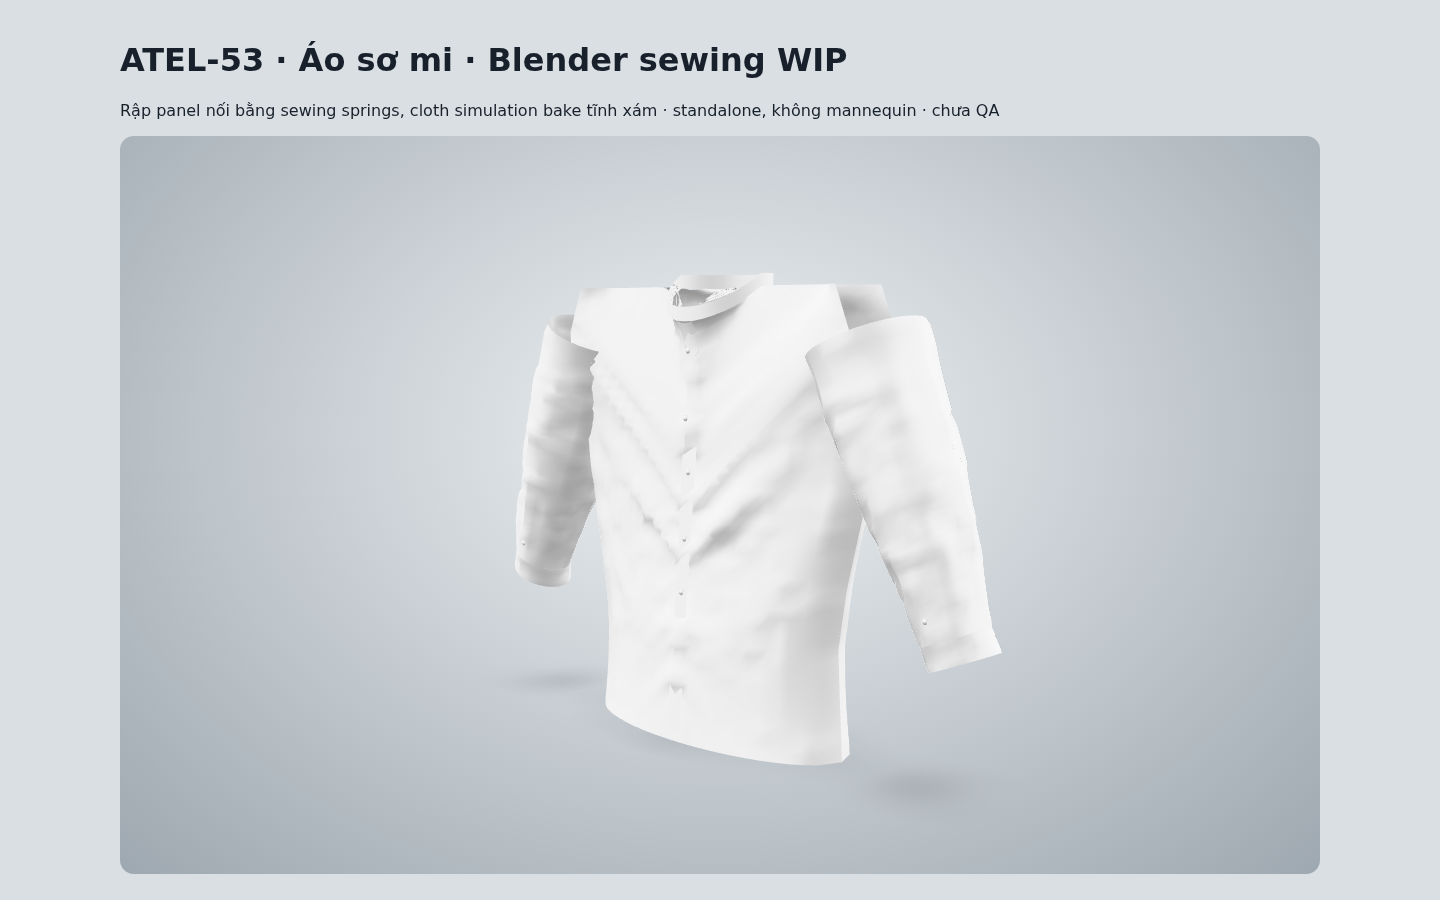 ATEL-53 · Áo sơ mi · Blender sewing WIP
Rập panel nối bằng sewing springs, cloth simulation bake tĩnh xám · standalone, không mannequin · chưa QA